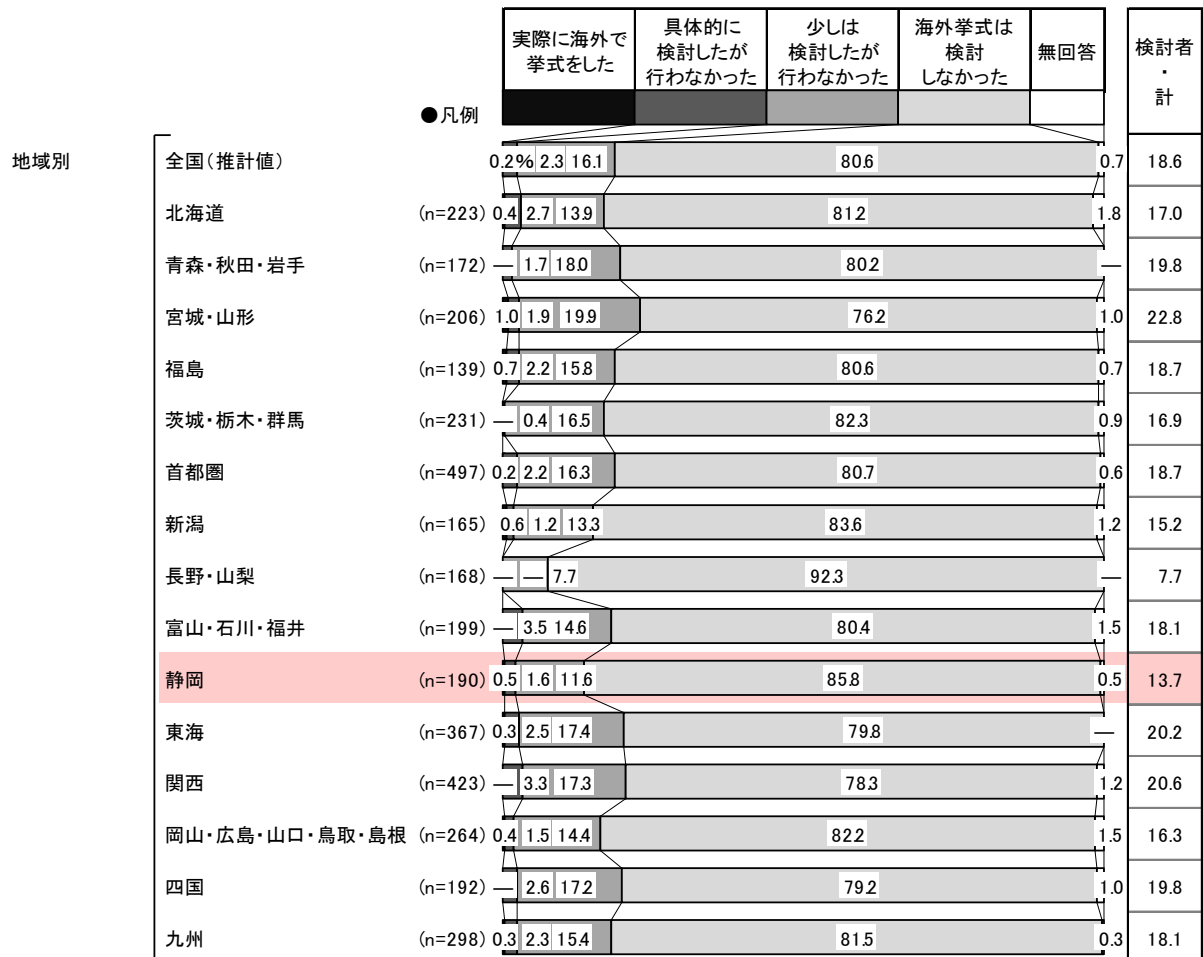 実際に海外で
挙式をした
具体的に
検討したが
行わなかった
少しは
検討したが
行わなかった
海外挙式は
検討
しなかった
無回答
検討者
・
計
●凡例
地域別
全国(推計値) 0.2% 2.3 16.1 80.6 0.7 18.6
北海道 (n=223) 0.4 2.7 13.9 81.2 1.8 17.0
青森・秋田・岩手 (n=172) — 1.7 18.0 80.2 — 19.8
宮城・山形 (n=206) 1.0 1.9 19.9 76.2 1.0 22.8
福島 (n=139) 0.7 2.2 15.8 80.6 0.7 18.7
茨城・栃木・群馬 (n=231) — 0.4 16.5 82.3 0.9 16.9
首都圏 (n=497) 0.2 2.2 16.3 80.7 0.6 18.7
新潟 (n=165) 0.6 1.2 13.3 83.6 1.2 15.2
長野・山梨 (n=168) — — 7.7 92.3 — 7.7
富山・石川・福井 (n=199) — 3.5 14.6 80.4 1.5 18.1
静岡 (n=190) 0.5 1.6 11.6 85.8 0.5 13.7
東海 (n=367) 0.3 2.5 17.4 79.8 — 20.2
関西 (n=423) — 3.3 17.3 78.3 1.2 20.6
岡山・広島・山口・鳥取・島根 (n=264) 0.4 1.5 14.4 82.2 1.5 16.3
四国 (n=192) — 2.6 17.2 79.2 1.0 19.8
九州 (n=298) 0.3 2.3 15.4 81.5 0.3 18.1